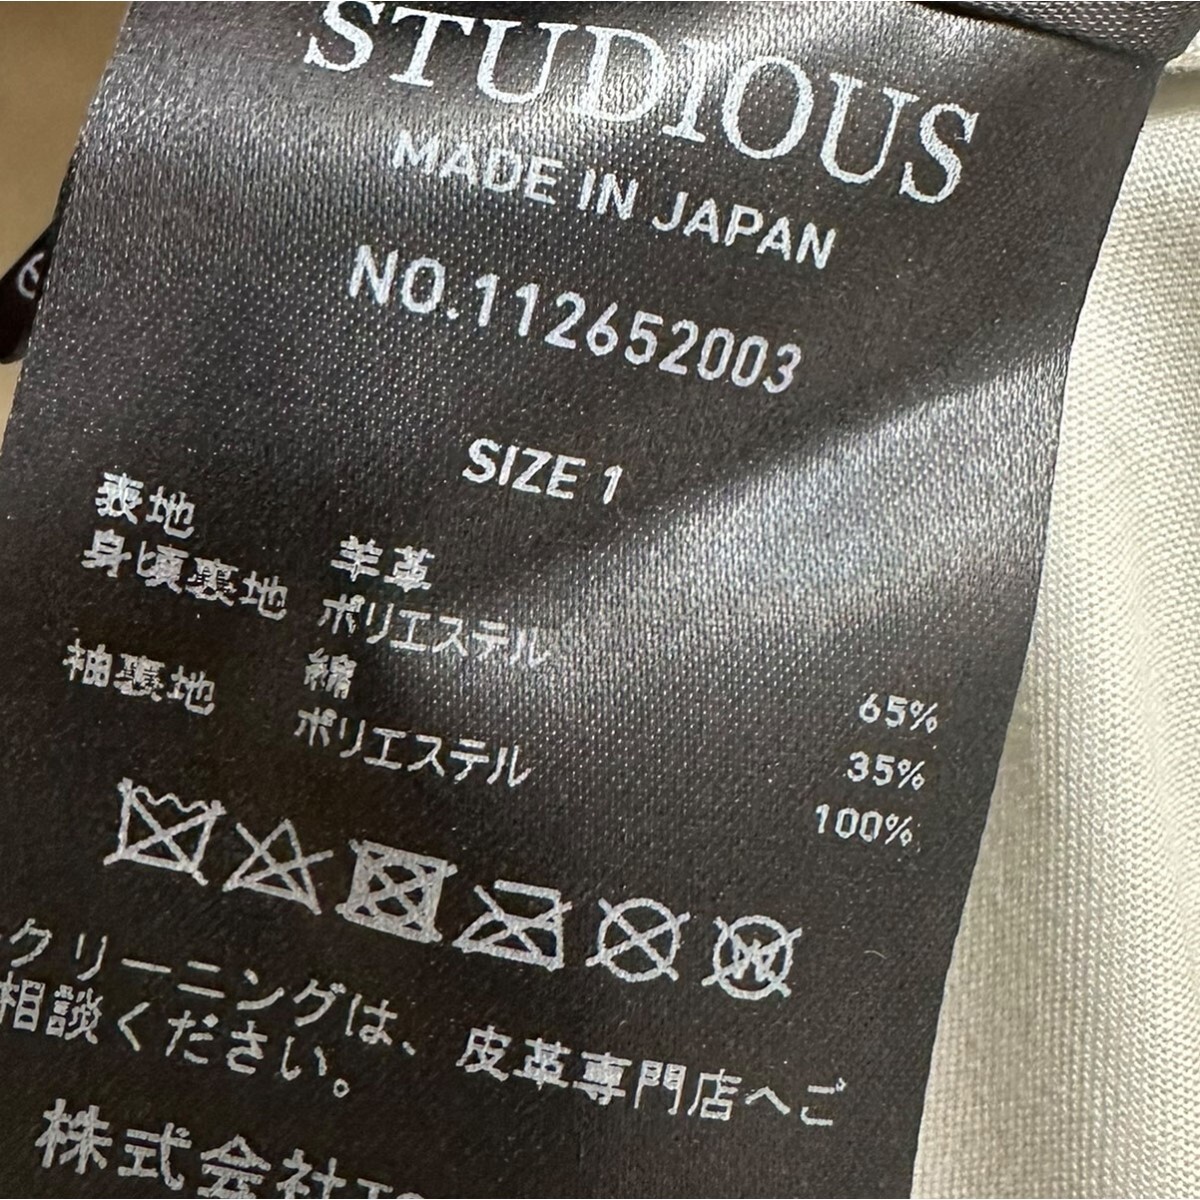 STUDIOUS
MADE IN JAPAN
NO.112652003
SIZE 1
表地 羊革
身頃裏地 ポリエステル 65%
綿 35%
袖裏地 ポリエステル 100%
クリーニングは、皮革専門店へご
相談ください。
株式会社